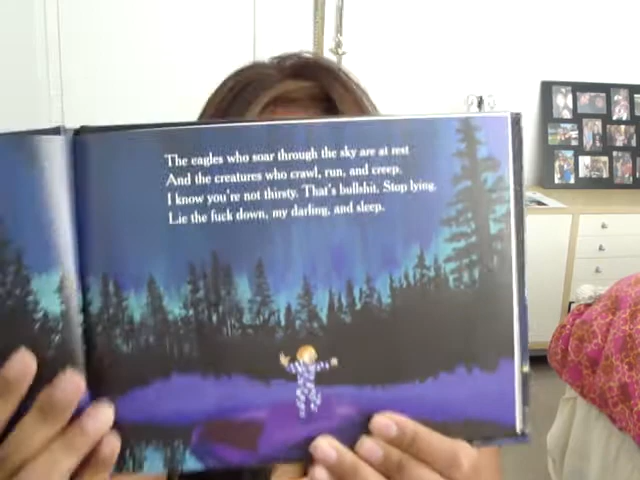 The eagles who soar through the sky are at rest
And the creatures who crawl, run, and creep.
I know you're not thirsty. That's bullshit. Stop lying.
Lie the fuck down, my darling, and sleep.